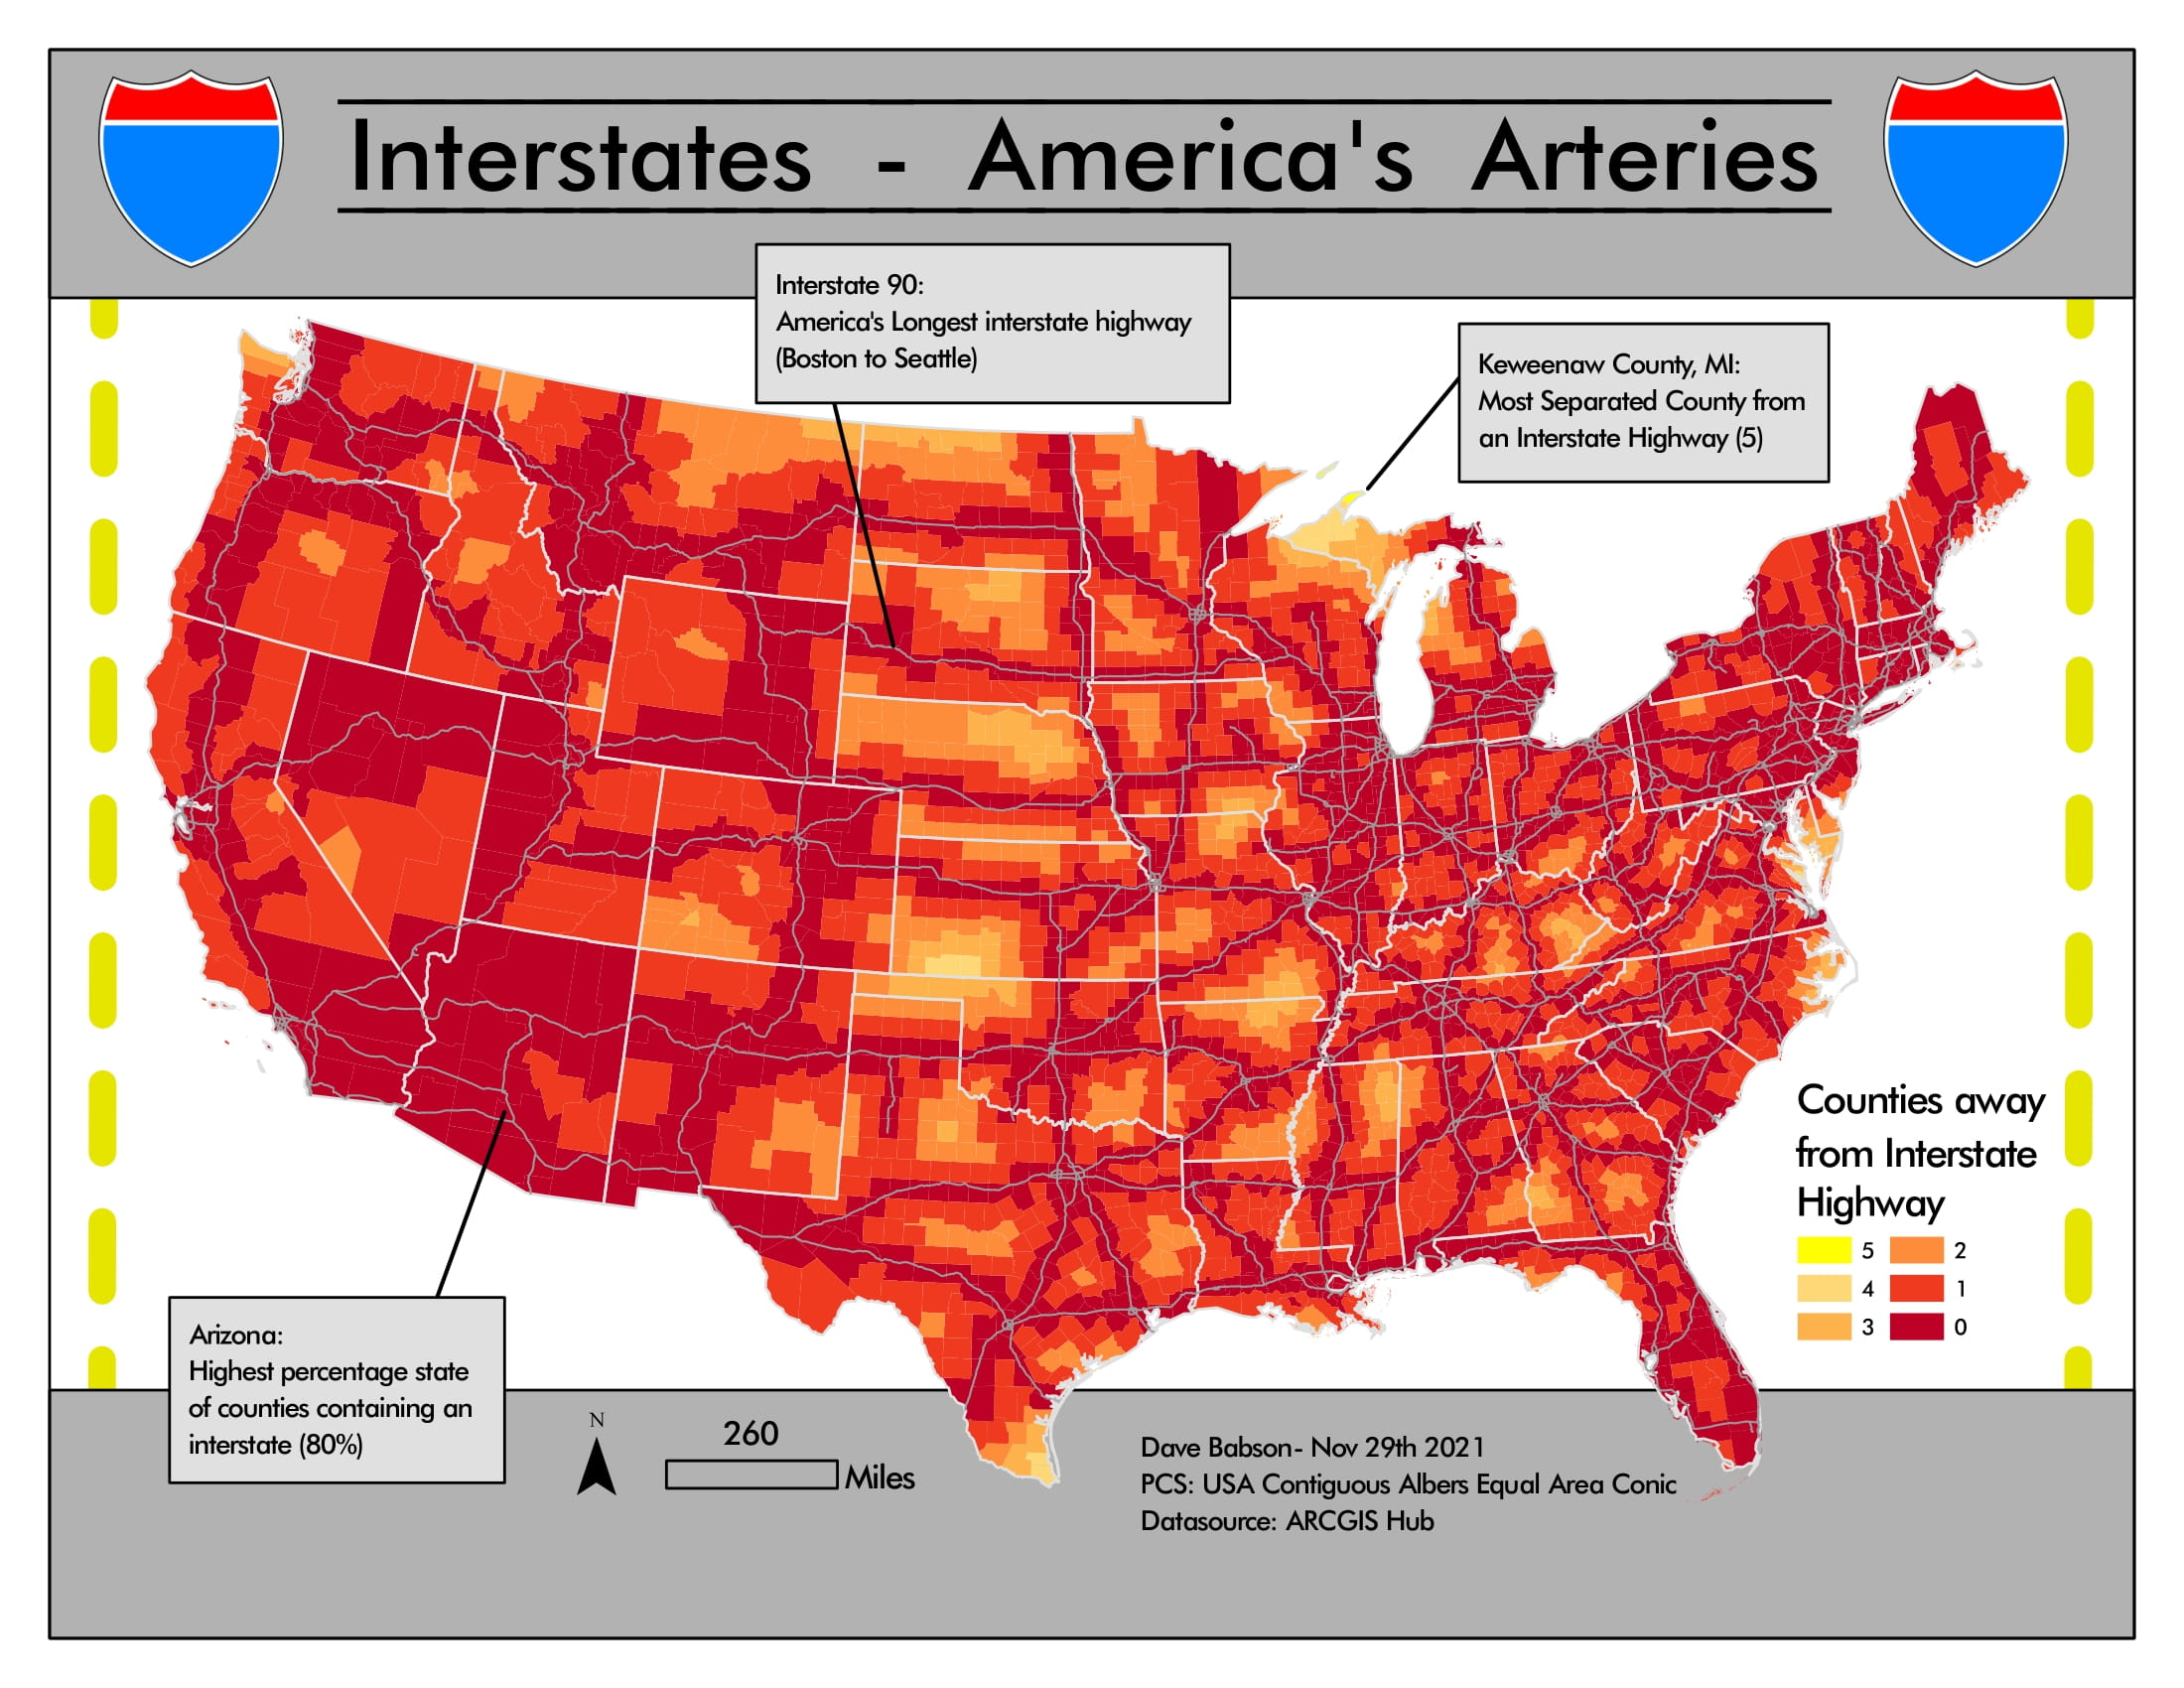 Interstates - America's Arteries
Interstate 90:
America's Longest interstate highway
(Boston to Seattle)
Keweenaw County, MI:
Most Separated County from
an Interstate Highway (5)
Counties away
from Interstate
Highway
5 2
4 1
3 0
Arizona:
Highest percentage state
of counties containing an
interstate (80%)
N
260
Miles
Dave Babson- Nov 29th 2021
PCS: USA Contiguous Albers Equal Area Conic
Datasource: ARCGIS Hub